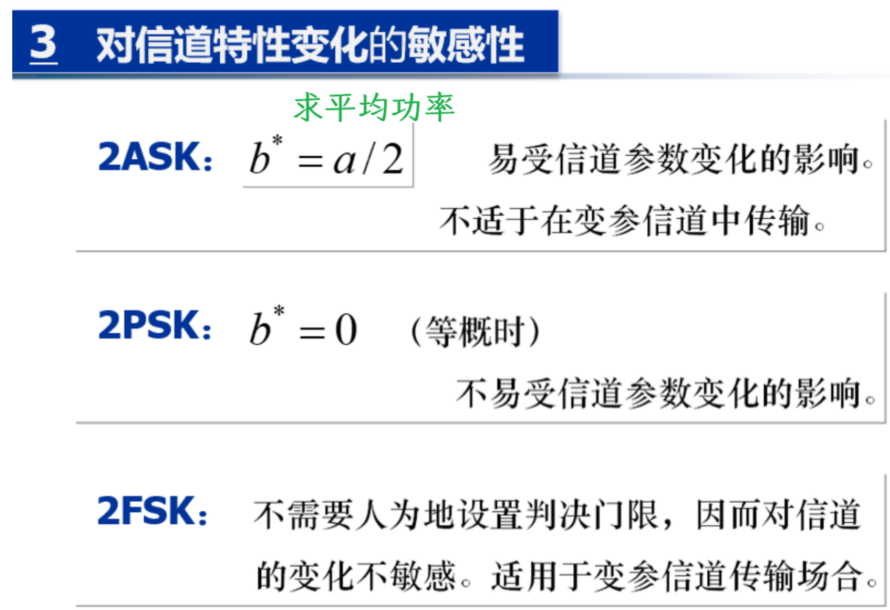 3 对信道特性变化的敏感性
求平均功率
2ASK： b* = a/2 易受信道参数变化的影响。
不适于在变参信道中传输。
2PSK： b* = 0 （等概时）
不易受信道参数变化的影响。
2FSK： 不需要人为地设置判决门限，因而对信道
的变化不敏感。适用于变参信道传输场合。